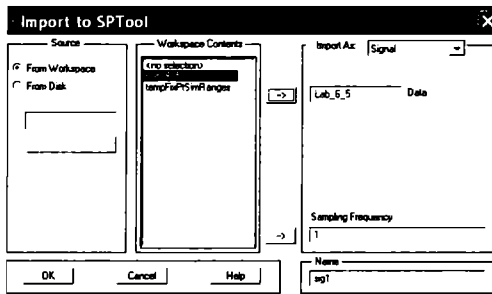 Import to SPTool
Source
From Workspace
From Disk
Workspace Contents
<no selection>
tempFixPtSimRanges
->
->
Import As:
Signal
Lab_6_5
Data
Sampling Frequency
1
OK
Cancel
Help
Name
sig1